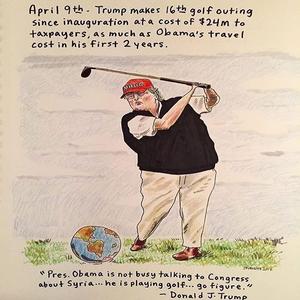 April 9th - Trump makes 16th golf outing
since inauguration at a cost of $24m to
taxpayers, as much as Obama's travel
cost in his first 2 years.
"Pres. Obama is not busy talking to Congress
about Syria... he is playing golf... go figure."
— Donald J. Trump